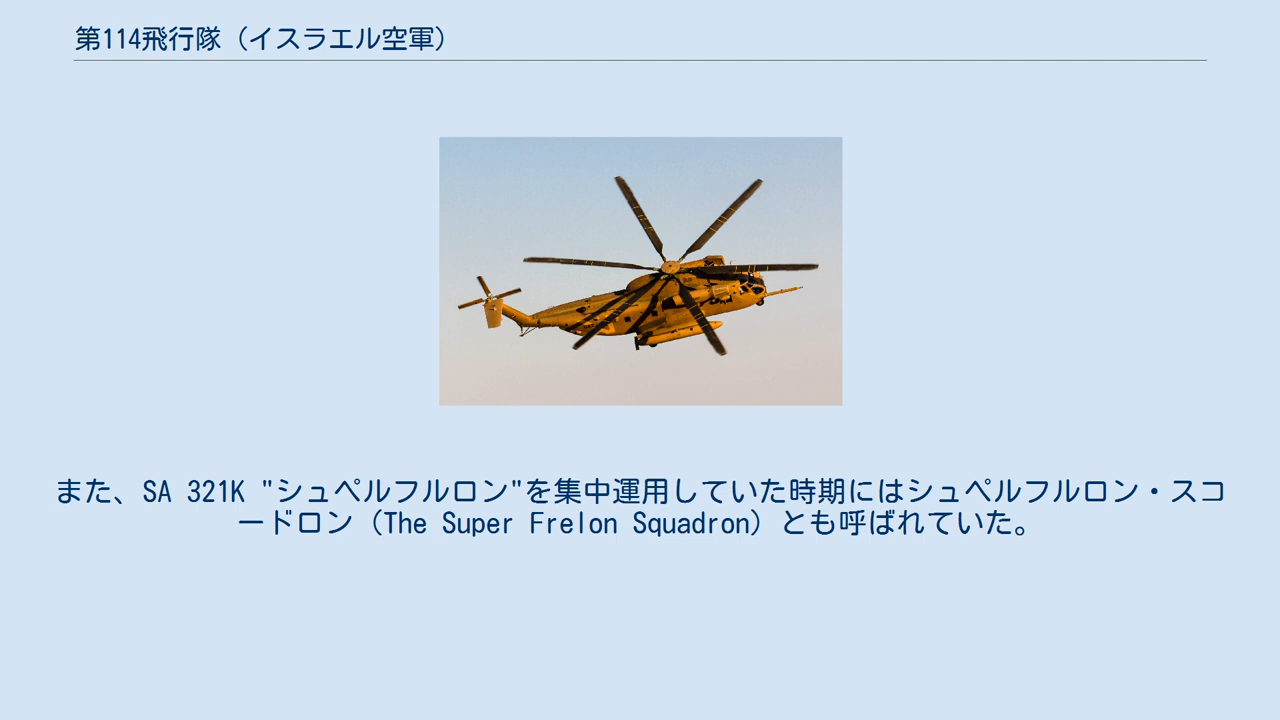 第114飛行隊（イスラエル空軍）
また、SA 321K "シュペルフルロン"を集中運用していた時期にはシュペルフルロン・スコ
ードロン（The Super Frelon Squadron）とも呼ばれていた。